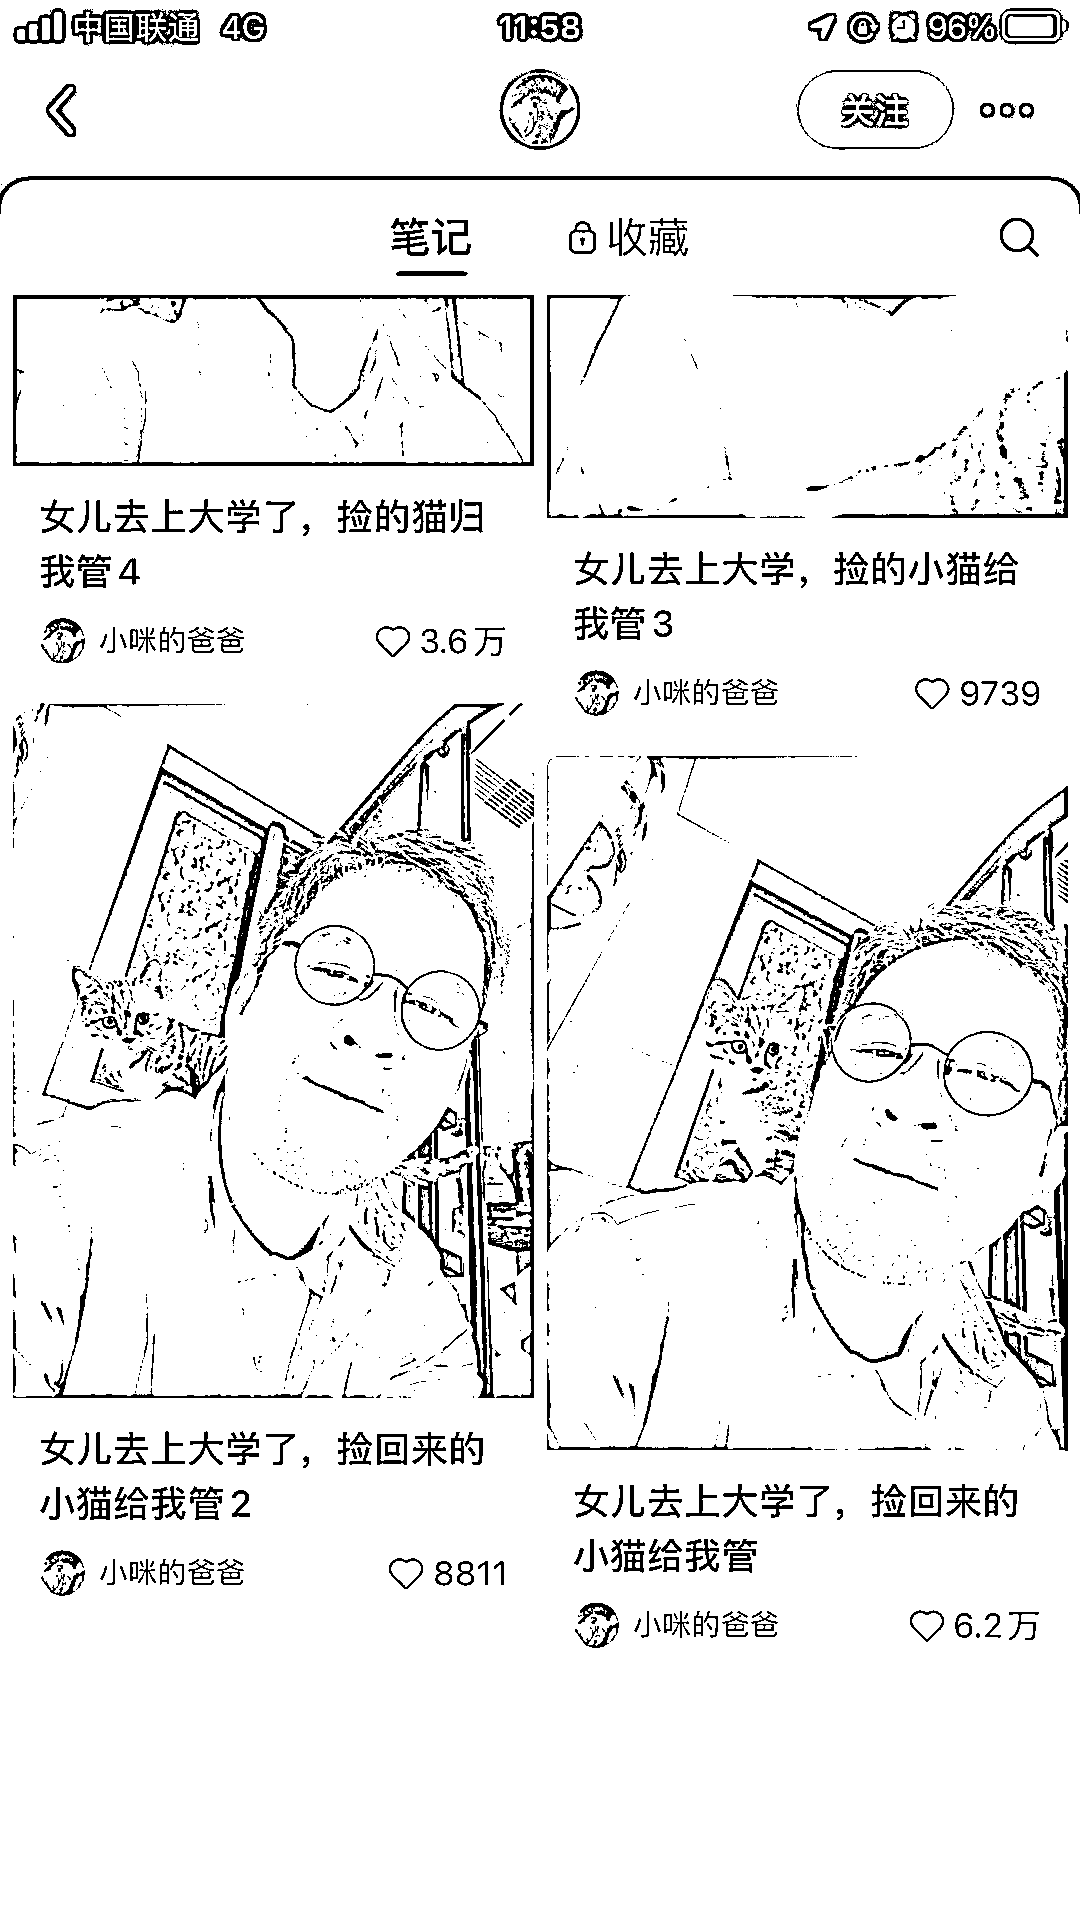 中国联通 4G 11:58 96%
关注
笔记 收藏
女儿去上大学了，捡的猫归
我管4
小咪的爸爸 3.6万
女儿去上大学，捡的小猫给
我管3
小咪的爸爸 9739
女儿去上大学了，捡回来的
小猫给我管2
小咪的爸爸 8811
女儿去上大学了，捡回来的
小猫给我管
小咪的爸爸 6.2万